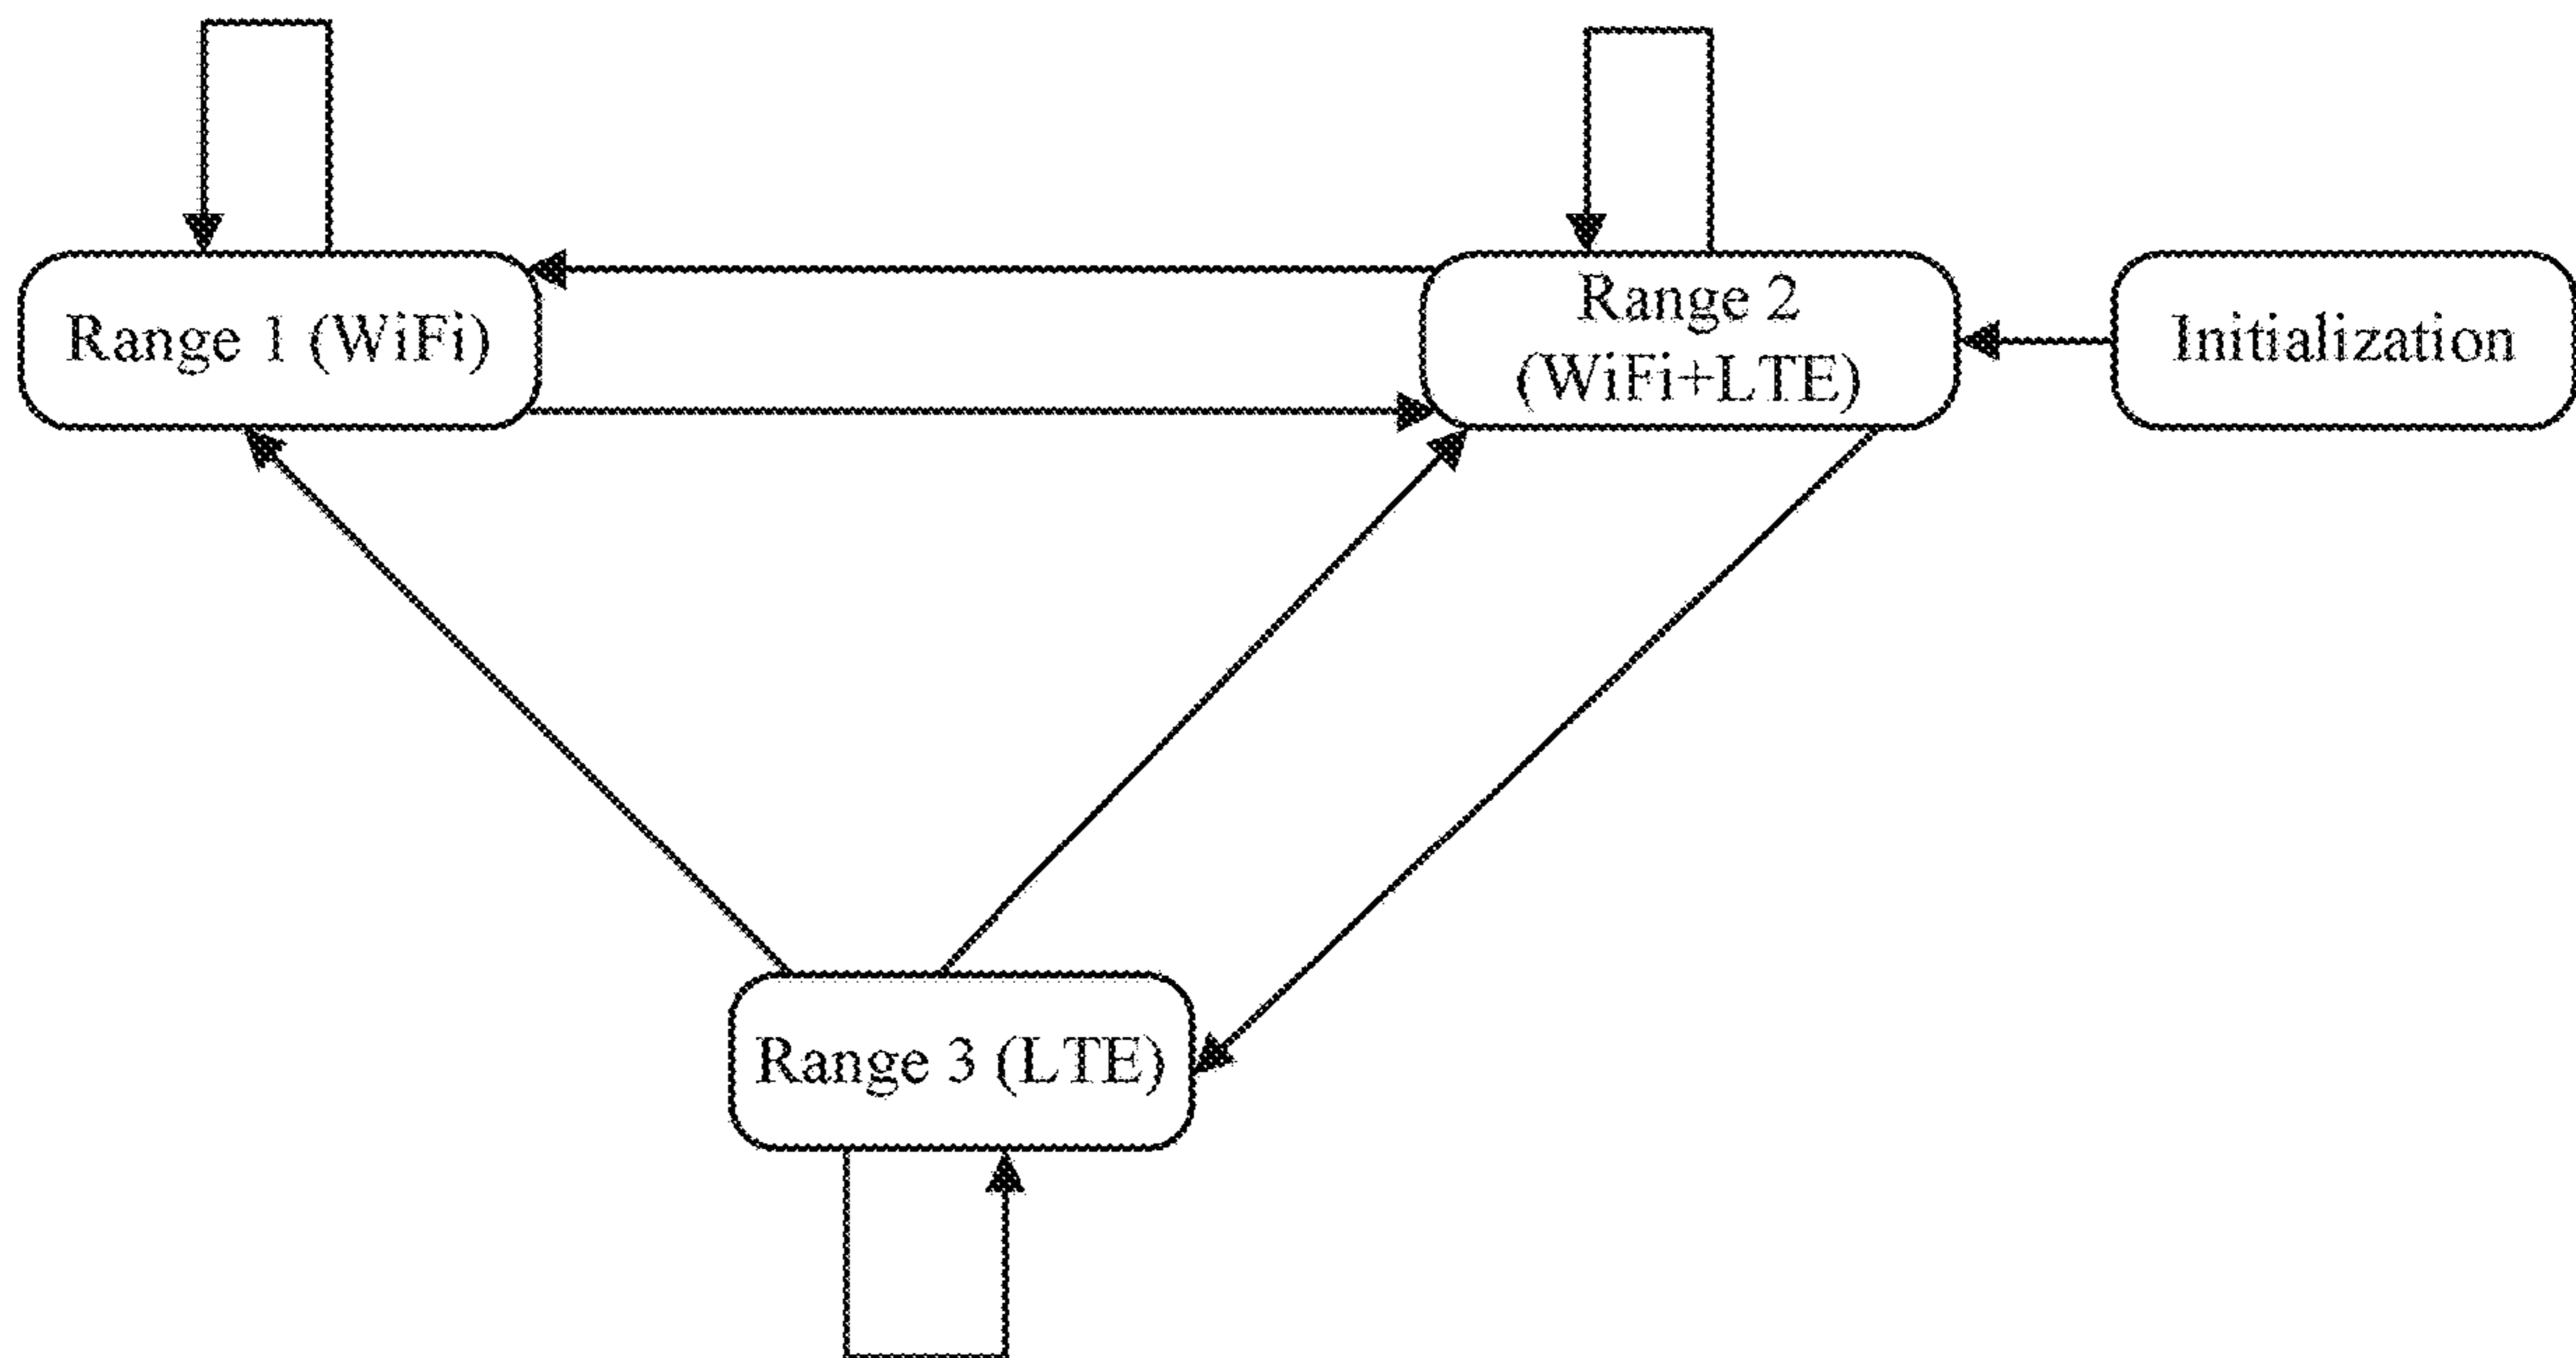 Range 1 (WiFi)
Range 2
(WiFi+LTE)
Initialization
Range 3 (LTE)